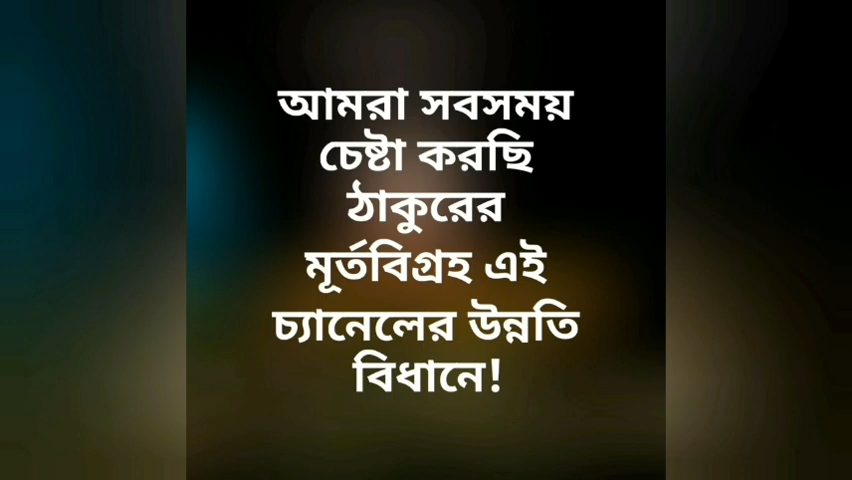 আমরা সবসময়
চেষ্টা করছি
ঠাকুরের
মূর্তবিগ্রহ এই
চ্যানেলের উন্নতি
বিধানে!